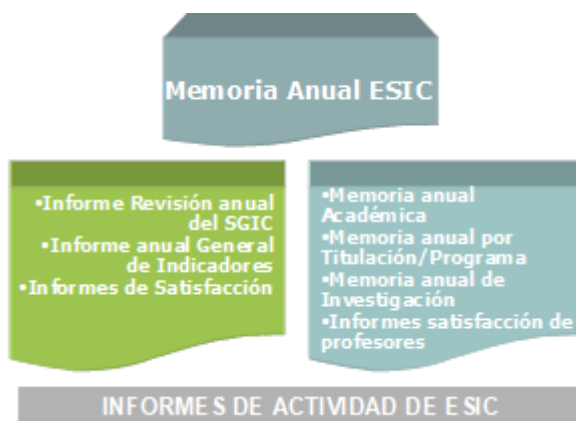 Memoria Anual ESIC
•Informe Revisión anual
del SGIC
•Informe anual General
de Indicadores
•Informes de Satisfacción
•Memoria anual
Académica
•Memoria anual por
Titulación/Programa
•Memoria anual de
Investigación
•Informes satisfacción de
profesores
INFORMES DE ACTIVIDAD DE ESIC